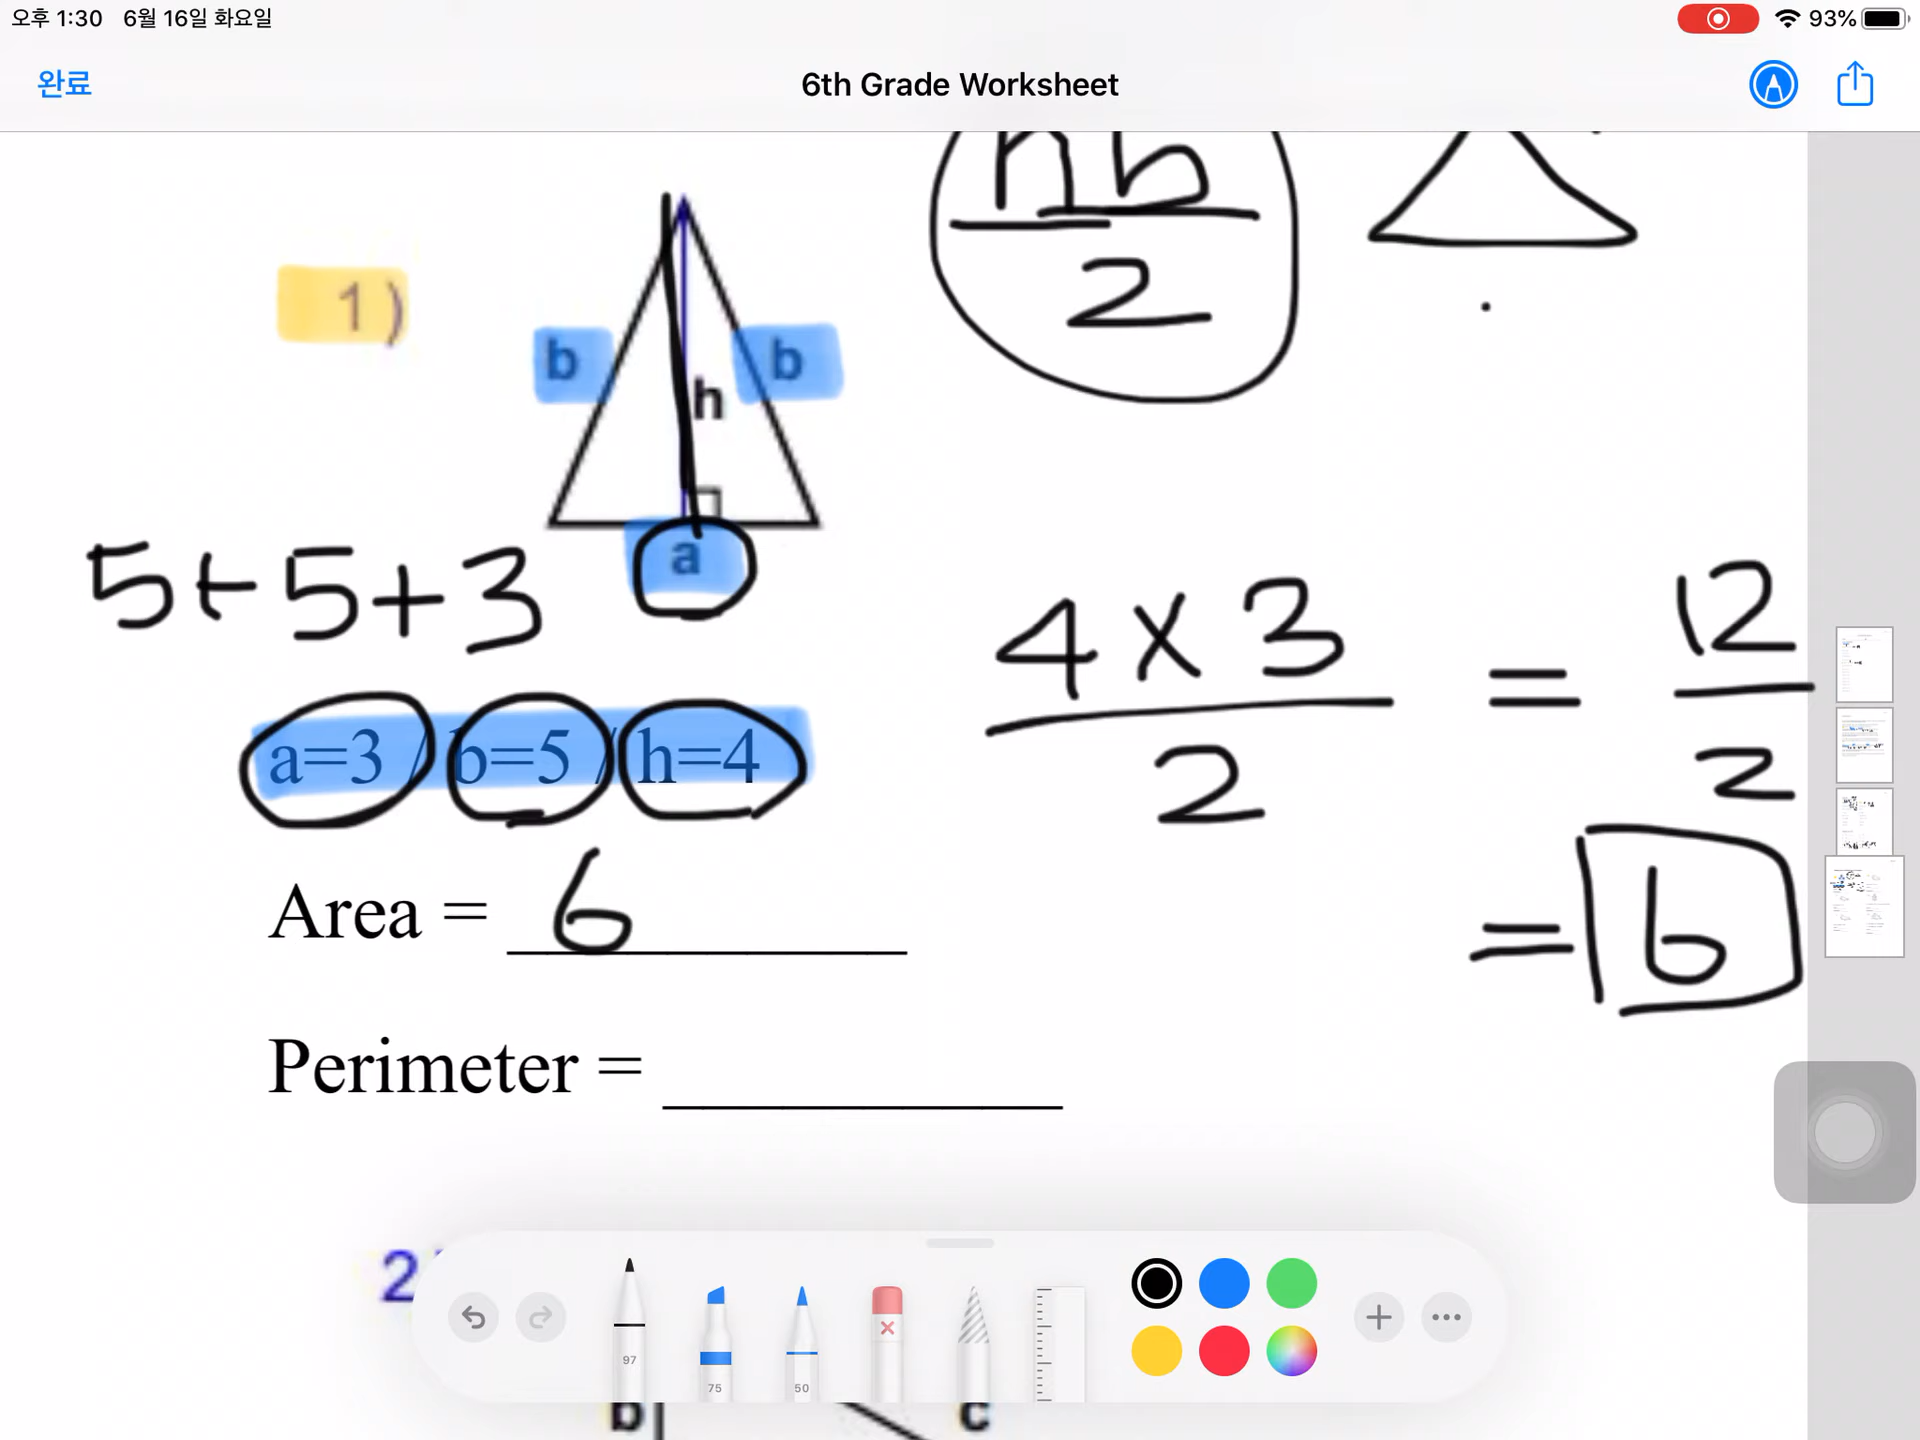 오후 1:30 6월 16일 화요일
93%
완료
6th Grade Worksheet
hb
2
1)
b
b
h
a
5+5+3
4 x 3
2
=
12
2
a=3 / b=5 / h=4
= 6
Area = 6
Perimeter =
2
97
75
50
b
c